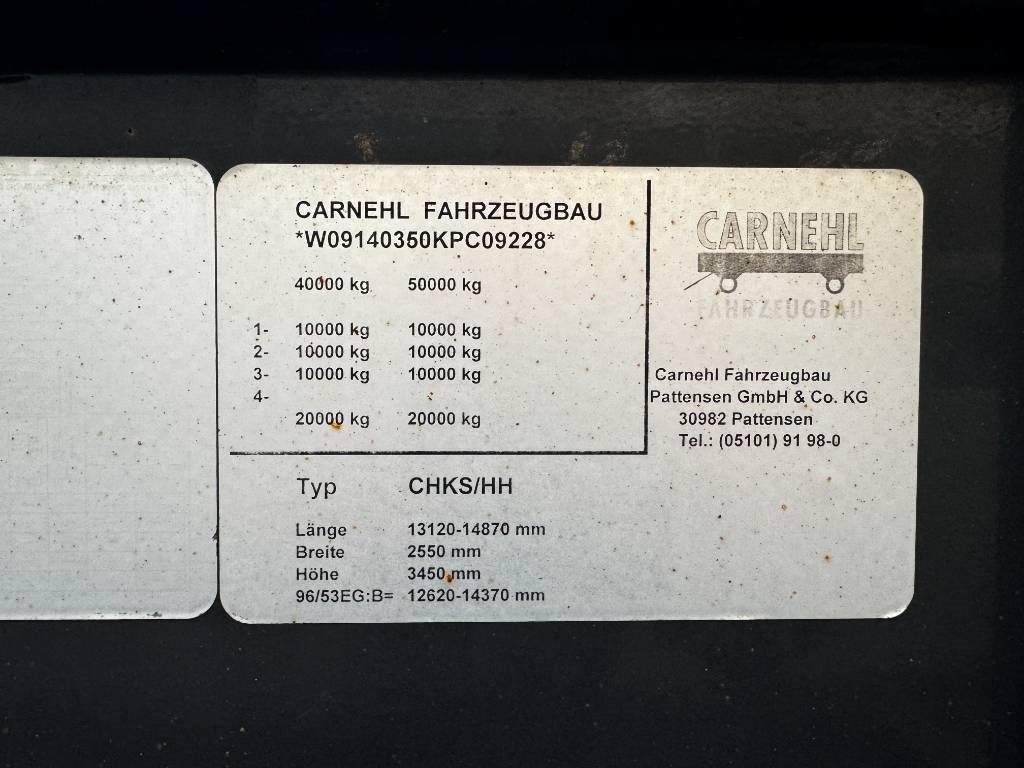 CARNEHL FAHRZEUGBAU
*W09140350KPC09228*
40000 kg 50000 kg
1- 10000 kg 10000 kg
2- 10000 kg 10000 kg
3- 10000 kg 10000 kg
4-
20000 kg 20000 kg
Typ CHKS/HH
Länge 13120-14870 mm
Breite 2550 mm
Höhe 3450 mm
96/53EG:B= 12620-14370 mm
CARNEHL
FAHRZEUGBAU
Carnehl Fahrzeugbau
Pattensen GmbH & Co. KG
30982 Pattensen
Tel.: (05101) 91 98-0